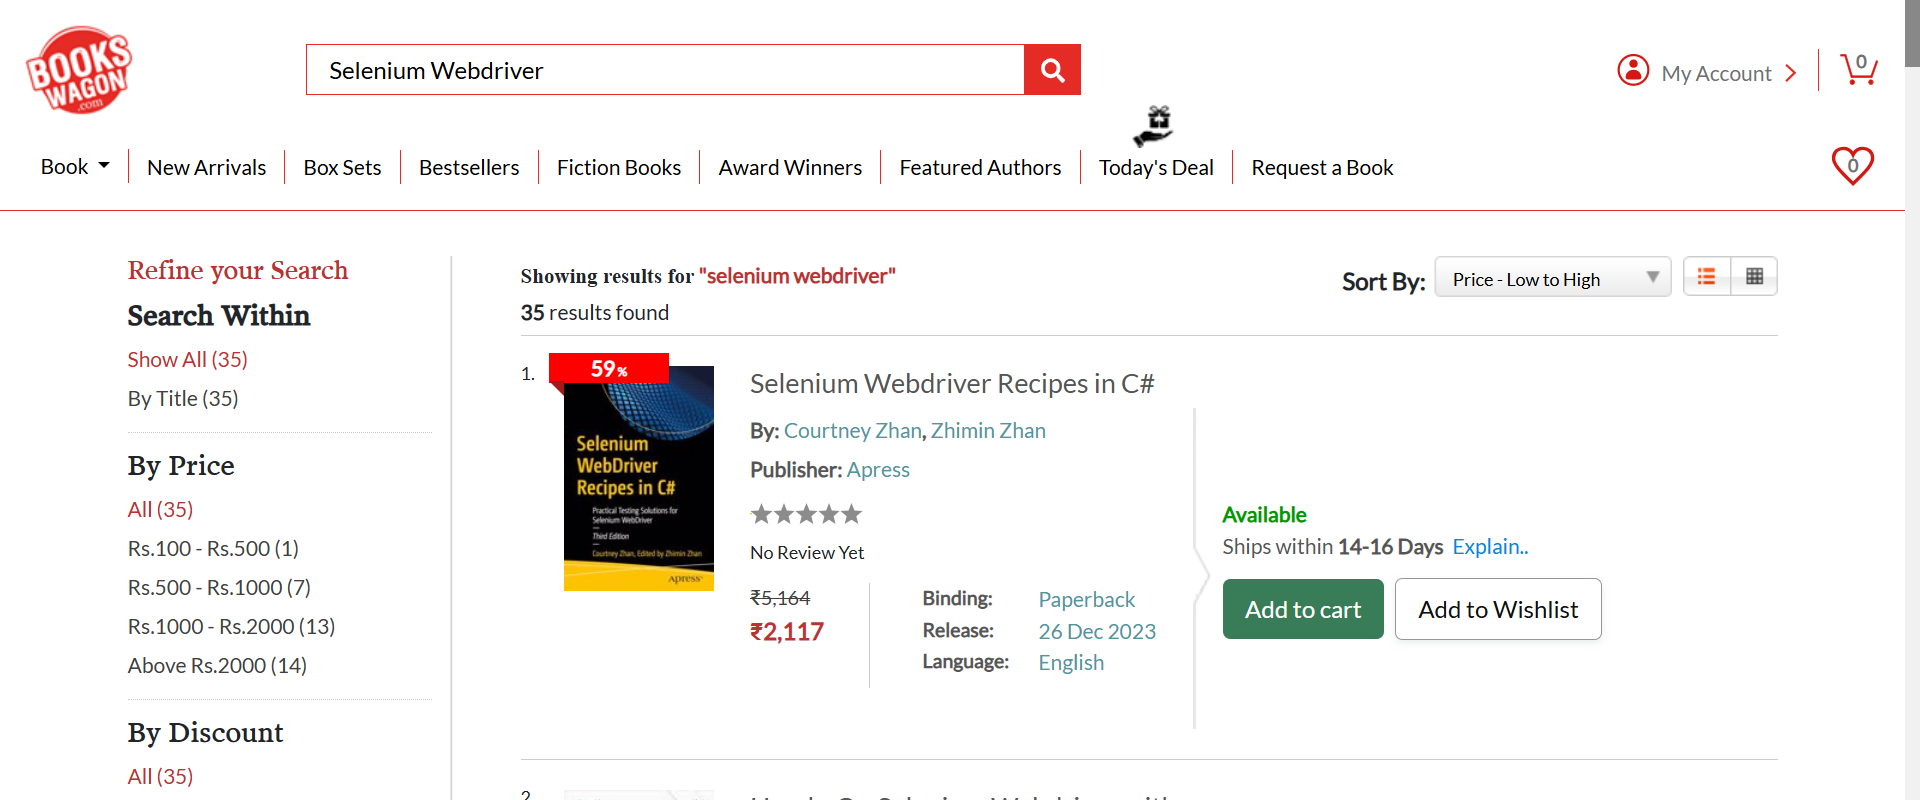 BOOKS
WAGON
.com
Selenium Webdriver
My Account
0
Book
New Arrivals
Box Sets
Bestsellers
Fiction Books
Award Winners
Featured Authors
Today's Deal
Request a Book
0
Refine your Search
Search Within
Show All (35)
By Title (35)
By Price
All (35)
Rs.100 - Rs.500 (1)
Rs.500 - Rs.1000 (7)
Rs.1000 - Rs.2000 (13)
Above Rs.2000 (14)
By Discount
All (35)
Showing results for "selenium webdriver"
35 results found
Sort By: Price - Low to High
1.
59%
Selenium
WebDriver
Recipes in C#
Practical Testing Solutions for
Selenium WebDriver
Third Edition
Courtney Zhan, Edited by Zhimin Zhan
Apress®
Selenium Webdriver Recipes in C#
By: Courtney Zhan, Zhimin Zhan
Publisher: Apress
No Review Yet
₹5,164
₹2,117
Binding: Paperback
Release: 26 Dec 2023
Language: English
Available
Ships within 14-16 Days Explain..
Add to cart
Add to Wishlist
2.